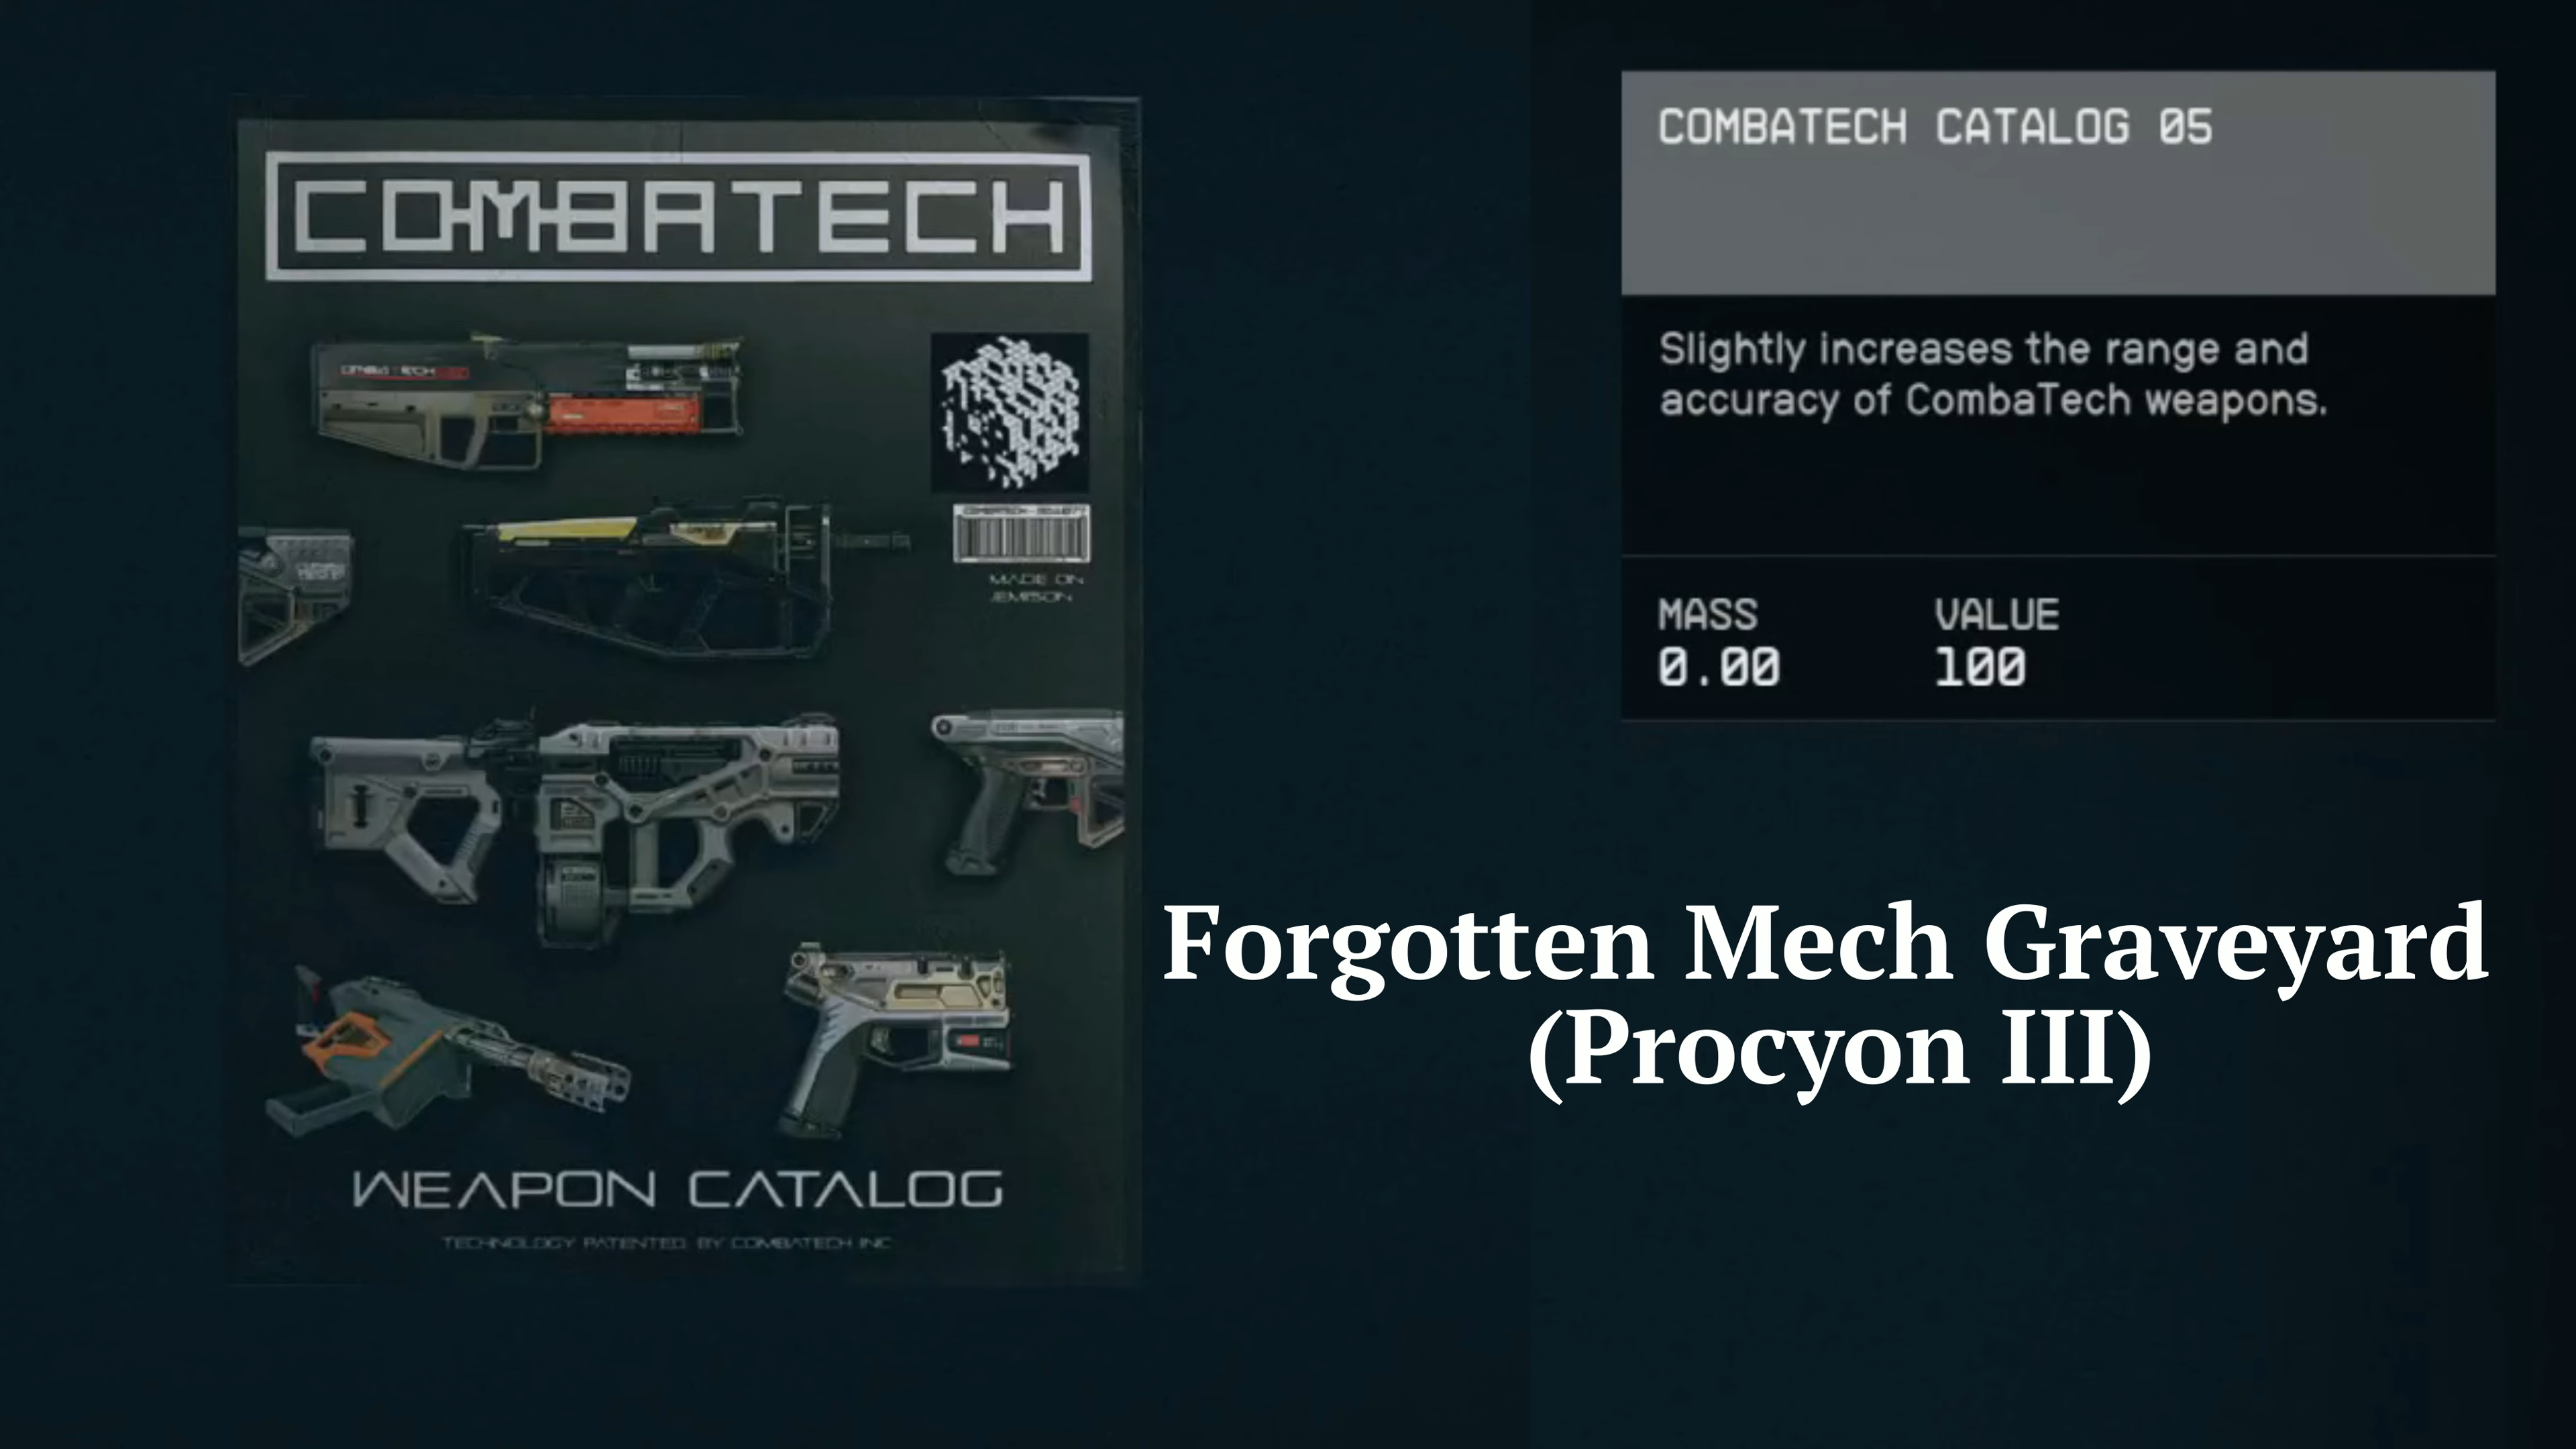 COMBATECH
MADE ON
JEMISON
WEAPON CATALOG
TECHNOLOGY PATENTED BY COMBATECH INC
COMBATECH CATALOG 05
Slightly increases the range and
accuracy of CombaTech weapons.
MASS VALUE
0.00 100
Forgotten Mech Graveyard
(Procyon III)